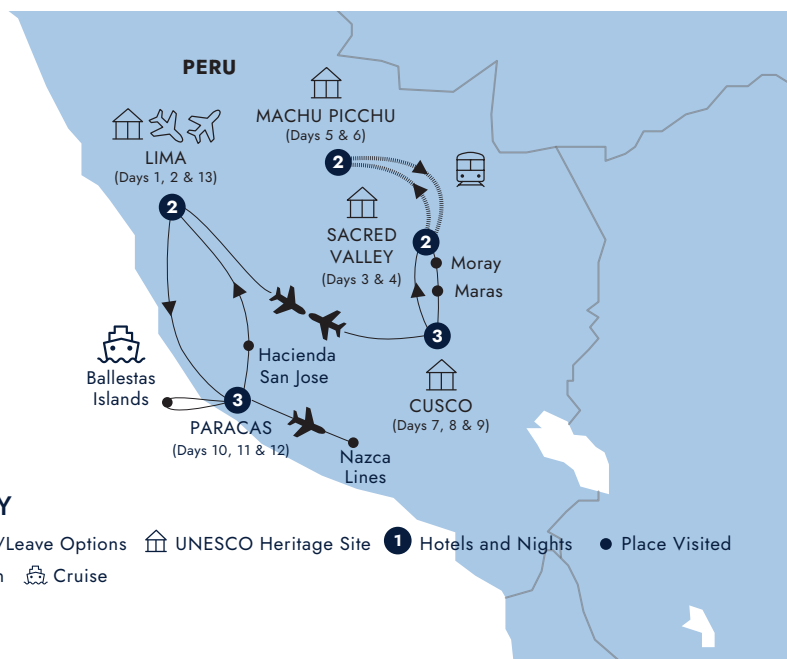 PERU
MACHU PICCHU
(Days 5 & 6)
2
LIMA
(Days 1, 2 & 13)
2
SACRED
VALLEY
(Days 3 & 4)
2
Moray
Maras
3
CUSCO
(Days 7, 8 & 9)
Hacienda
San Jose
Ballestas
Islands
3
PARACAS
(Days 10, 11 & 12)
Nazca
Lines
Y
/Leave Options UNESCO Heritage Site 1 Hotels and Nights Place Visited
n Cruise